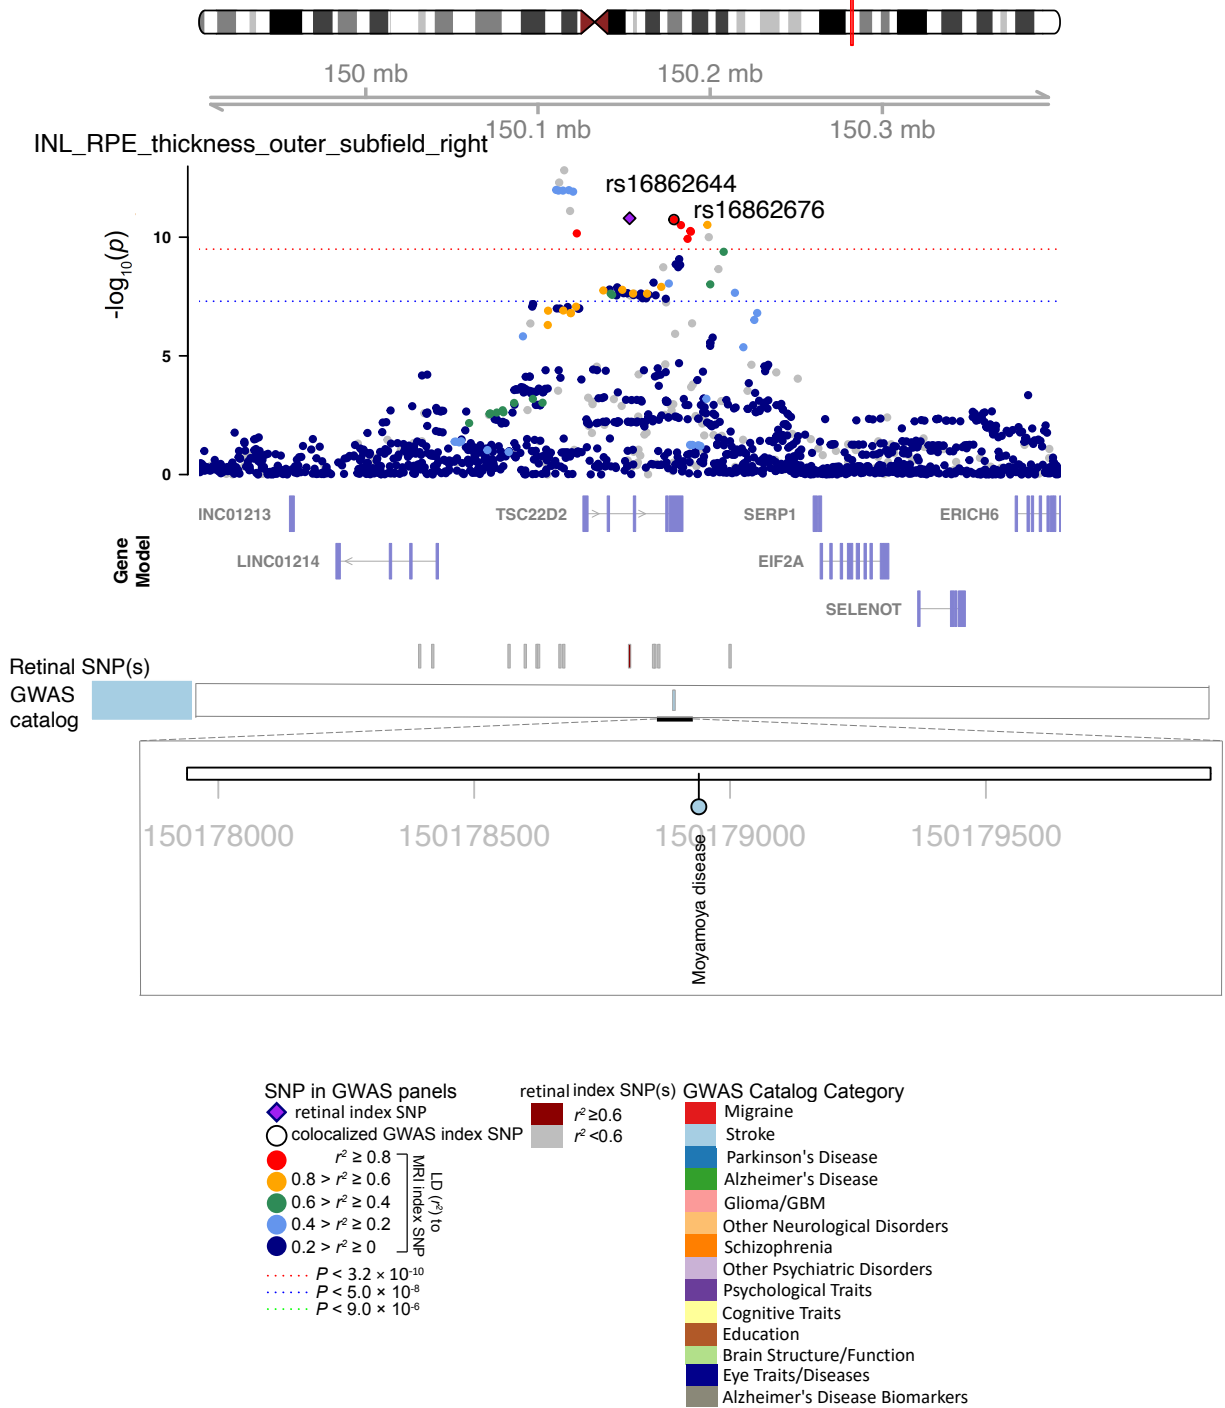 150 mb
150.2 mb
150.1 mb
150.3 mb
INL_RPE_thickness_outer_subfield_right
rs16862644
rs16862676
-log10(p)
10
5
0
INC01213
TSC22D2
SERP1
ERICH6
LINC01214
EIF2A
SELENOT
Gene
Model
Retinal SNP(s)
GWAS
catalog
150178000
150178500
150179000
150179500
Moyamoya disease
SNP in GWAS panels
retinal index SNP
colocalized GWAS index SNP
r² ≥ 0.8
0.8 > r² ≥ 0.6
0.6 > r² ≥ 0.4
0.4 > r² ≥ 0.2
0.2 > r² ≥ 0
LD (r²) to
MRI index SNP
P < 3.2 × 10⁻¹⁰
P < 5.0 × 10⁻⁸
P < 9.0 × 10⁻⁶
retinal index SNP(s)
r² ≥0.6
r² <0.6
GWAS Catalog Category
Migraine
Stroke
Parkinson's Disease
Alzheimer's Disease
Glioma/GBM
Other Neurological Disorders
Schizophrenia
Other Psychiatric Disorders
Psychological Traits
Cognitive Traits
Education
Brain Structure/Function
Eye Traits/Diseases
Alzheimer's Disease Biomarkers